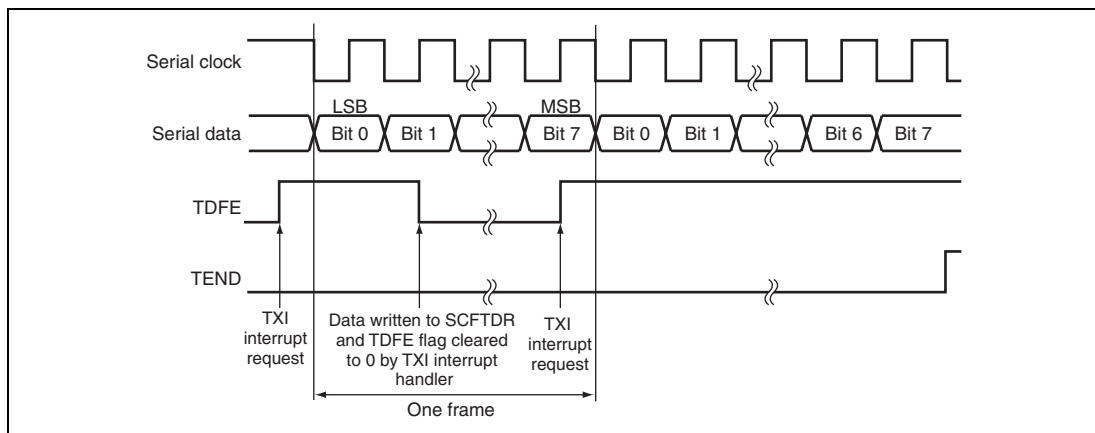 Serial clock
LSB
MSB
Serial data
Bit 0
Bit 1
Bit 7
Bit 0
Bit 1
Bit 6
Bit 7
TDFE
TEND
TXI
interrupt
request
Data written to SCFTDR
and TDFE flag cleared
to 0 by TXI interrupt
handler
TXI
interrupt
request
One frame